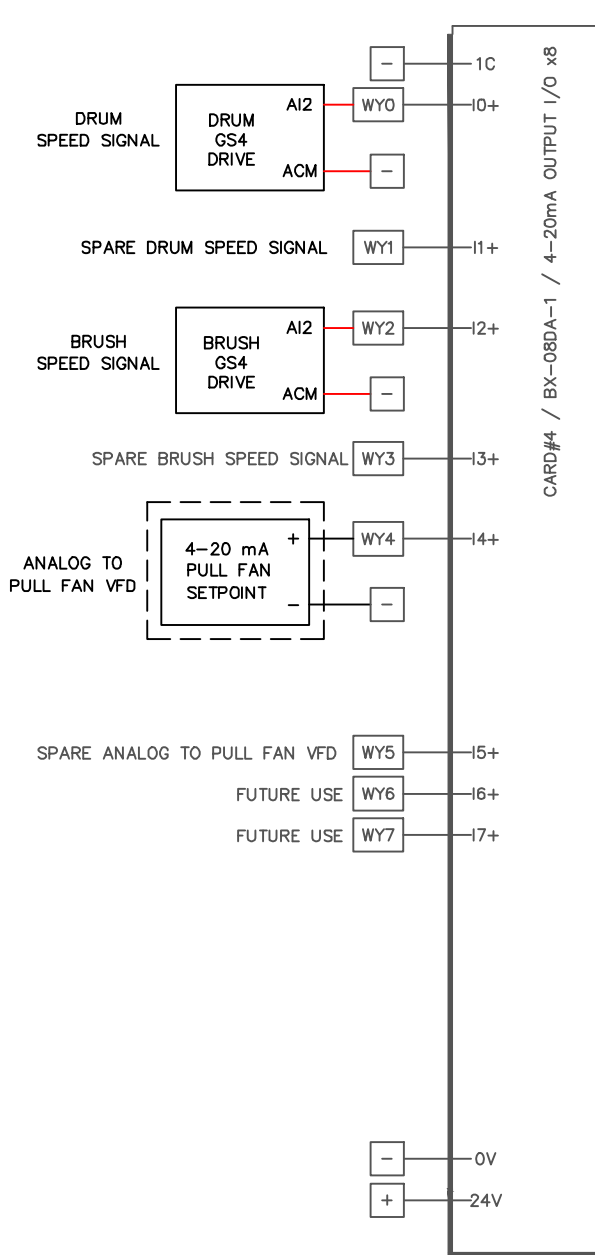 -
1C
DRUM
SPEED SIGNAL
DRUM
GS4
DRIVE
AI2
WY0
I0+
ACM
-
SPARE DRUM SPEED SIGNAL
WY1
I1+
BRUSH
SPEED SIGNAL
BRUSH
GS4
DRIVE
AI2
WY2
I2+
ACM
-
SPARE BRUSH SPEED SIGNAL
WY3
I3+
ANALOG TO
PULL FAN VFD
4-20 mA
PULL FAN
SETPOINT
+
WY4
I4+
-
-
SPARE ANALOG TO PULL FAN VFD
WY5
I5+
FUTURE USE
WY6
I6+
FUTURE USE
WY7
I7+
-
0V
+
24V
CARD#4 / BX-08DA-1 / 4-20mA OUTPUT I/O x8